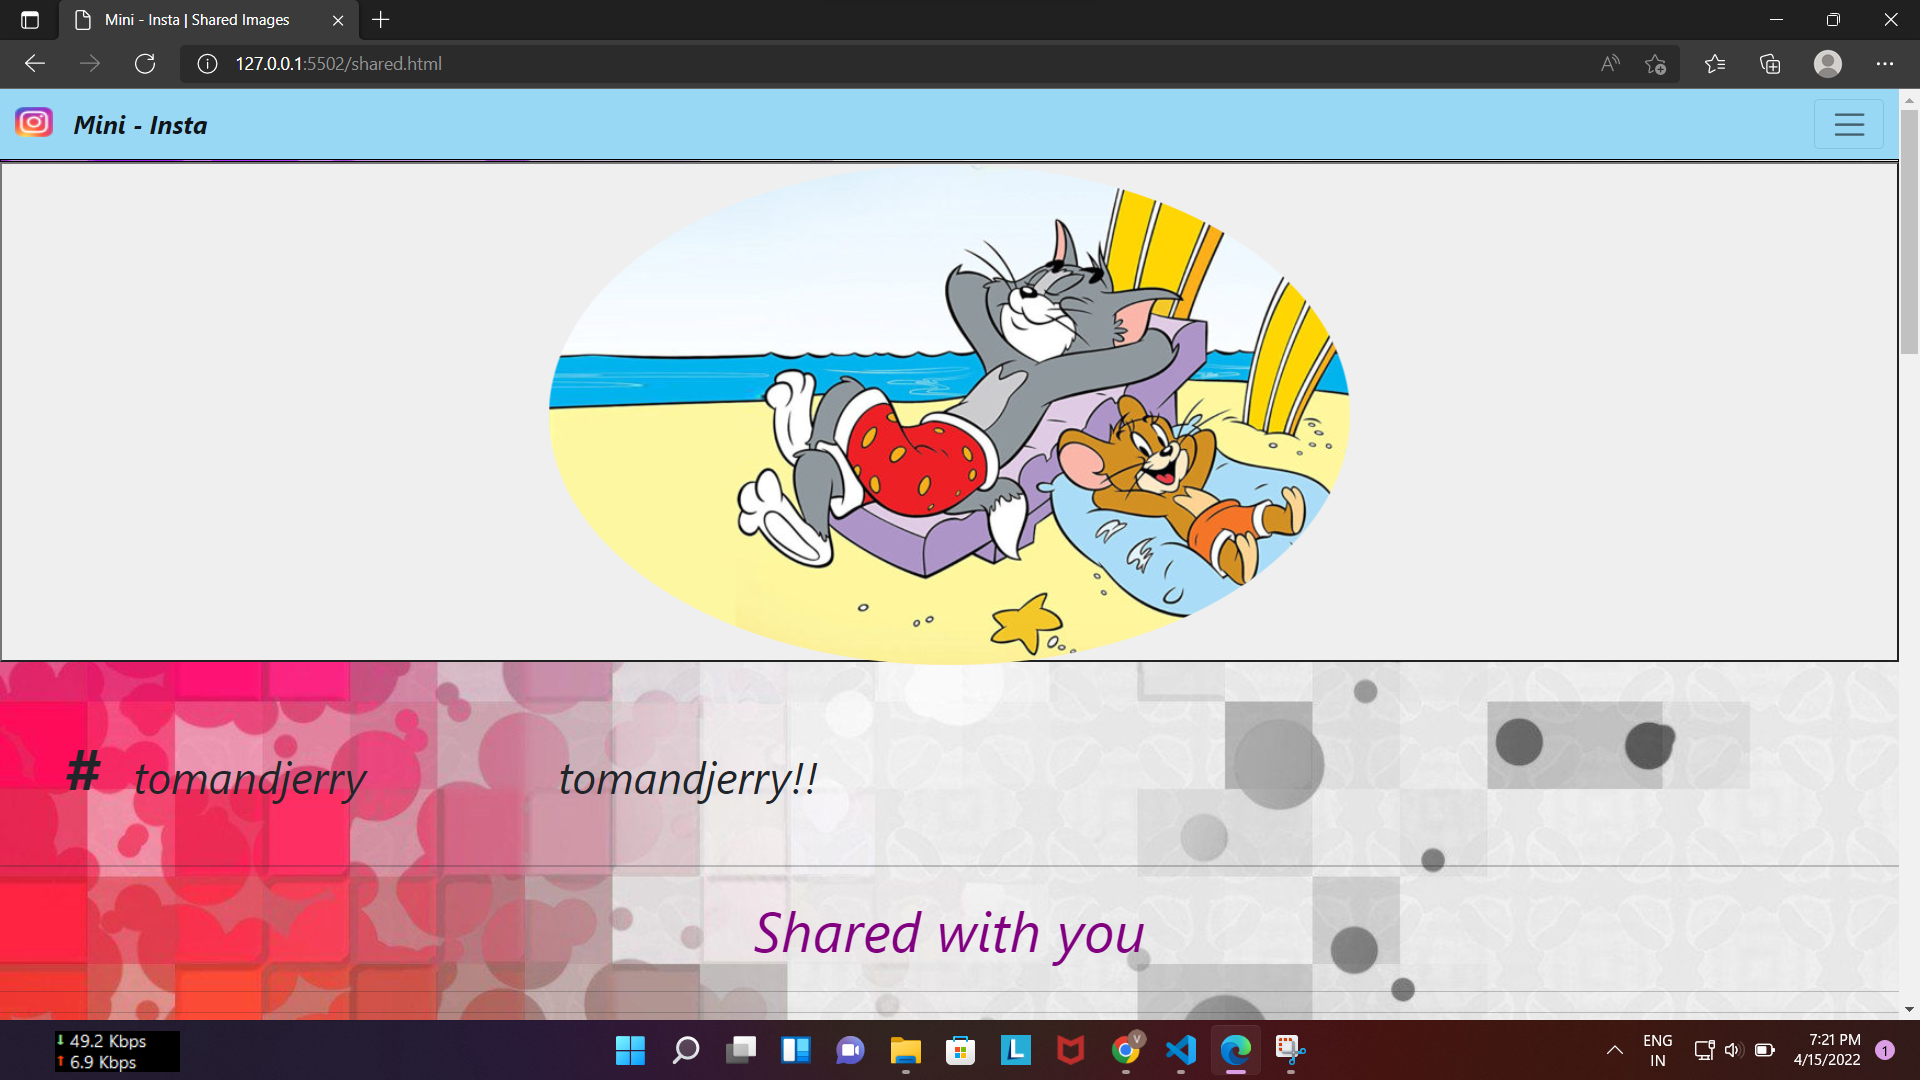 Mini - Insta | Shared Images
127.0.0.1:5502/shared.html
Mini - Insta
# tomandjerry tomandjerry!!
Shared with you
49.2 Kbps
6.9 Kbps
L
V
ENG
IN
7:21 PM
4/15/2022
1